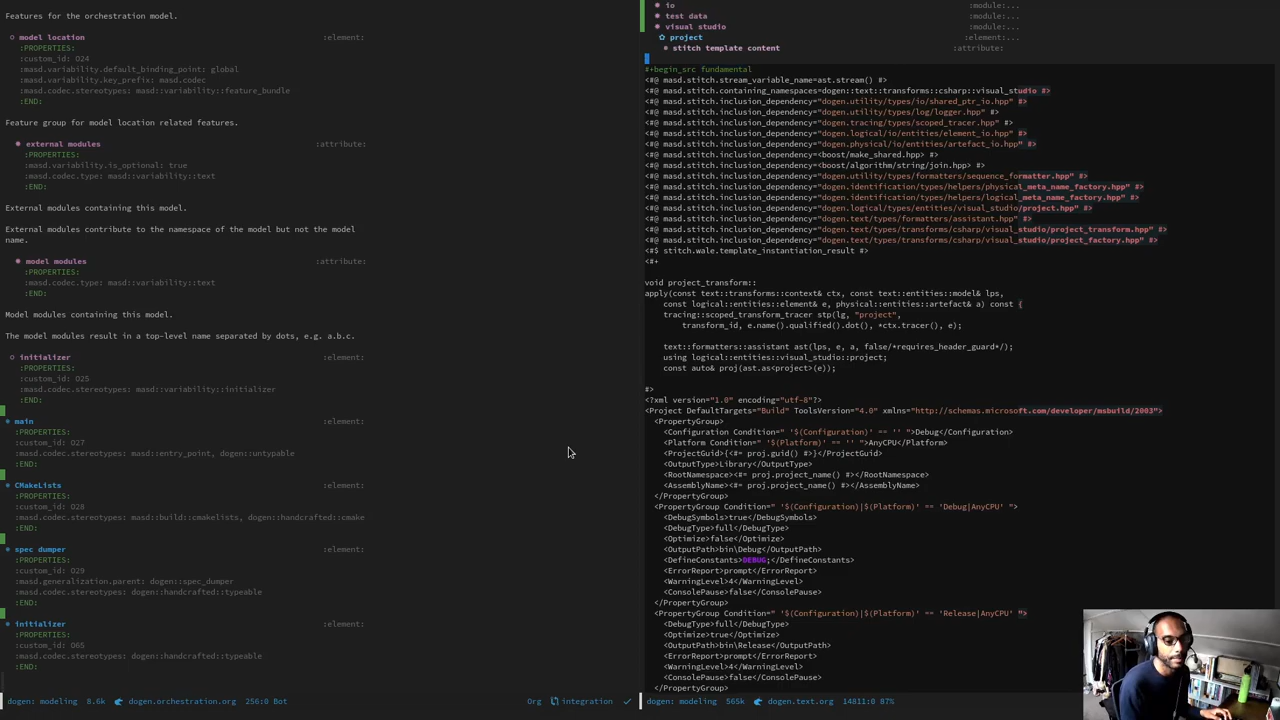 Features for the orchestration model.
○ model location :element:
:PROPERTIES:
:custom_id: O24
:masd.variability.default_binding_point: global
:masd.variability.key_prefix: masd.codec
:masd.codec.stereotypes: masd::variability::feature_bundle
:END:
Feature group for model location related features.
external modules :attribute:
:PROPERTIES:
:masd.variability.is_optional: true
:masd.codec.type: masd::variability::text
:END:
External modules containing this model.
External modules contribute to the namespace of the model but not the model
name.
model modules :attribute:
:PROPERTIES:
:masd.codec.type: masd::variability::text
:END:
Model modules containing this model.
The model modules result in a top-level name separated by dots, e.g. a.b.c.
○ initializer :element:
:PROPERTIES:
:custom_id: O25
:masd.codec.stereotypes: masd::variability::initializer
:END:
main :element:
:PROPERTIES:
:custom_id: O27
:masd.codec.stereotypes: masd::entry_point, dogen::untypable
:END:
CMakeLists :element:
:PROPERTIES:
:custom_id: O28
:masd.codec.stereotypes: masd::build::cmakelists, dogen::handcrafted::cmake
:END:
spec dumper :element:
:PROPERTIES:
:custom_id: O29
:masd.generalization.parent: dogen::spec_dumper
:masd.codec.stereotypes: dogen::handcrafted::typeable
:END:
initializer :element:
:PROPERTIES:
:custom_id: O65
:masd.codec.stereotypes: dogen::handcrafted::typeable
:END:
dogen: modeling 8.6k dogen.orchestration.org 256:0 Bot Org integration ✓
io :module:...
test data :module:...
visual studio :module:...
project :element:...
stitch template content :attribute:
#+begin_src fundamental
<#@ masd.stitch.stream_variable_name=ast.stream() #>
<#@ masd.stitch.containing_namespaces=dogen::text::transforms::csharp::visual_studio #>
<#@ masd.stitch.inclusion_dependency="dogen.utility/types/io/shared_ptr_io.hpp" #>
<#@ masd.stitch.inclusion_dependency="dogen.utility/types/log/logger.hpp" #>
<#@ masd.stitch.inclusion_dependency="dogen.tracing/types/scoped_tracer.hpp" #>
<#@ masd.stitch.inclusion_dependency="dogen.logical/io/entities/element_io.hpp" #>
<#@ masd.stitch.inclusion_dependency="dogen.physical/io/entities/artefact_io.hpp" #>
<#@ masd.stitch.inclusion_dependency=<boost/make_shared.hpp> #>
<#@ masd.stitch.inclusion_dependency=<boost/algorithm/string/join.hpp> #>
<#@ masd.stitch.inclusion_dependency="dogen.utility/types/formatters/sequence_formatter.hpp" #>
<#@ masd.stitch.inclusion_dependency="dogen.identification/types/helpers/physical_meta_name_factory.hpp" #>
<#@ masd.stitch.inclusion_dependency="dogen.identification/types/helpers/logical_meta_name_factory.hpp" #>
<#@ masd.stitch.inclusion_dependency="dogen.logical/types/entities/visual_studio/project.hpp" #>
<#@ masd.stitch.inclusion_dependency="dogen.text/types/formatters/assistant.hpp" #>
<#@ masd.stitch.inclusion_dependency="dogen.text/types/transforms/csharp/visual_studio/project_transform.hpp" #>
<#@ masd.stitch.inclusion_dependency="dogen.text/types/transforms/csharp/visual_studio/project_factory.hpp" #>
<#$ stitch.wale.template_instantiation_result #>
<#+
void project_transform::
apply(const text::transforms::context& ctx, const text::entities::model& lps,
const logical::entities::element& e, physical::entities::artefact& a) const {
tracing::scoped_transform_tracer stp(lg, "project",
transform_id, e.name().qualified().dot(), *ctx.tracer(), e);
text::formatters::assistant ast(lps, e, a, false/*requires_header_guard*/);
using logical::entities::visual_studio::project;
const auto& proj(ast.as<project>(e));
#>
<?xml version="1.0" encoding="utf-8"?>
<Project DefaultTargets="Build" ToolsVersion="4.0" xmlns="http://schemas.microsoft.com/developer/msbuild/2003">
<PropertyGroup>
<Configuration Condition=" '$(Configuration)' == '' ">Debug</Configuration>
<Platform Condition=" '$(Platform)' == '' ">AnyCPU</Platform>
<ProjectGuid>{<#= proj.guid() #>}</ProjectGuid>
<OutputType>Library</OutputType>
<RootNamespace><#= proj.project_name() #></RootNamespace>
<AssemblyName><#= proj.project_name() #></AssemblyName>
</PropertyGroup>
<PropertyGroup Condition=" '$(Configuration)|$(Platform)' == 'Debug|AnyCPU' ">
<DebugSymbols>true</DebugSymbols>
<DebugType>full</DebugType>
<Optimize>false</Optimize>
<OutputPath>bin\Debug</OutputPath>
<DefineConstants>DEBUG;</DefineConstants>
<ErrorReport>prompt</ErrorReport>
<WarningLevel>4</WarningLevel>
<ConsolePause>false</ConsolePause>
</PropertyGroup>
<PropertyGroup Condition=" '$(Configuration)|$(Platform)' == 'Release|AnyCPU' ">
<DebugType>full</DebugType>
<Optimize>true</Optimize>
<OutputPath>bin\Release</OutputPath>
<ErrorReport>prompt</ErrorReport>
<WarningLevel>4</WarningLevel>
<ConsolePause>false</ConsolePause>
</PropertyGroup>
dogen: modeling 565k dogen.text.org 14811:0 87%